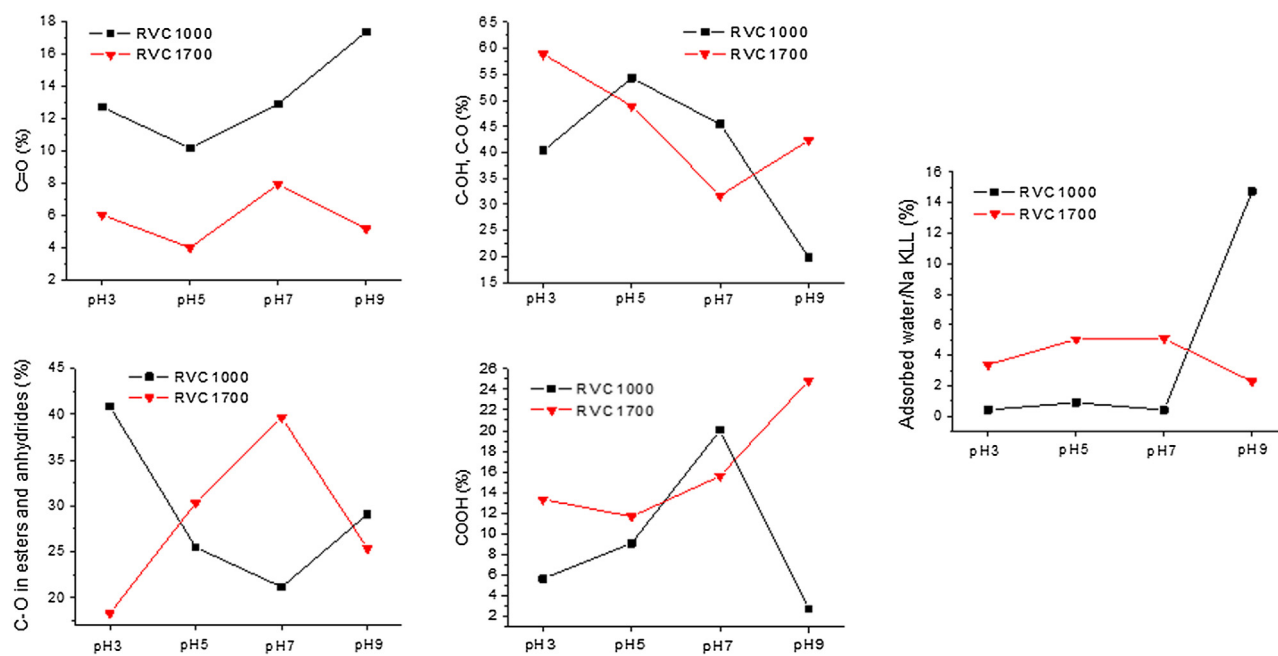 C=O (%)
18
16
14
12
10
8
6
4
2
RVC1000
RVC1700
pH3 pH5 pH7 pH9
C-OH, C-O (%)
65
60
55
50
45
40
35
30
25
20
15
RVC1000
RVC1700
pH3 pH5 pH7 pH9
C-O in esters and anhydrides (%)
45
40
35
30
25
20
RVC1000
RVC1700
pH3 pH5 pH7 pH9
COOH (%)
26
24
22
20
18
16
14
12
10
8
6
4
2
RVC1000
RVC1700
pH3 pH5 pH7 pH9
Adsorbed water/Na KLL (%)
16
14
12
10
8
6
4
2
0
RVC1000
RVC1700
pH3 pH5 pH7 pH9